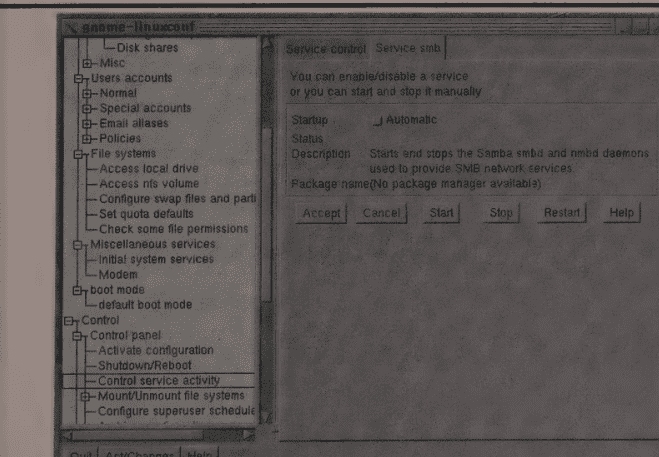 gnome-linuxconf
Disk shares
Misc
Users accounts
Normal
Special accounts
Email aliases
Policies
File systems
Access local drive
Access nfs volume
Configure swap files and parti
Set quota defaults
Check some file permissions
Miscellaneous services
Initial system services
Modem
boot mode
default boot mode
Control
Control panel
Activate configuration
Shutdown/Reboot
Control service activity
Mount/Unmount file systems
Configure superuser schedule
Quit Act/Changes Help
Service control Service smb
You can enable/disable a service
or you can start and stop it manually
Startup Automatic
Status
Description Starts and stops the Samba smbd and nmbd daemons
used to provide SMB network services.
Package name(No package manager available)
Accept Cancel Start Stop Restart Help